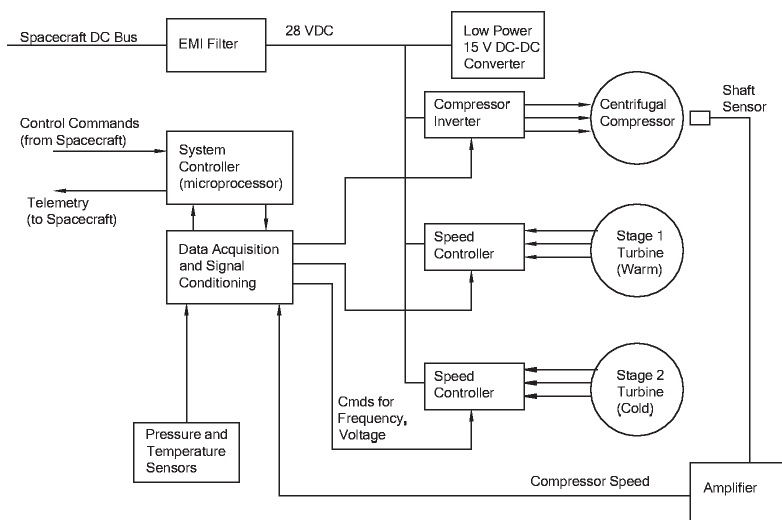 Spacecraft DC Bus
EMI Filter
28 VDC
Low Power
15 V DC-DC
Converter
Control Commands
(from Spacecraft)
System
Controller
(microprocessor)
Compressor
Inverter
Centrifugal
Compressor
Shaft
Sensor
Telemetry
(to Spacecraft)
Data Acquisition
and Signal
Conditioning
Speed
Controller
Stage 1
Turbine
(Warm)
Speed
Controller
Stage 2
Turbine
(Cold)
Cmds for
Frequency,
Voltage
Pressure and
Temperature
Sensors
Compressor Speed
Amplifier